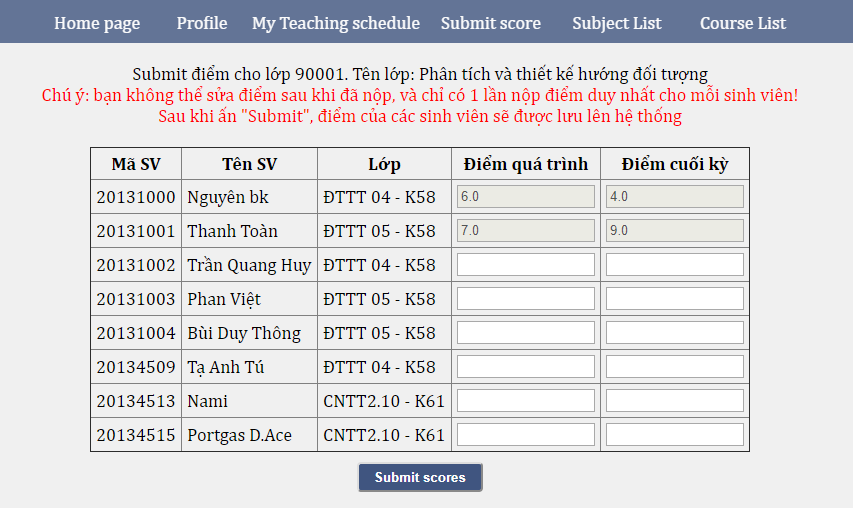 Home page Profile My Teaching schedule Submit score Subject List Course List
Submit điểm cho lớp 90001. Tên lớp: Phân tích và thiết kế hướng đối tượng
Chú ý: bạn không thể sửa điểm sau khi đã nộp, và chỉ có 1 lần nộp điểm duy nhất cho mỗi sinh viên!
Sau khi ấn "Submit", điểm của các sinh viên sẽ được lưu lên hệ thống
Mã SV Tên SV Lớp Điểm quá trình Điểm cuối kỳ
20131000 Nguyên bk ĐTTT 04 - K58 6.0 4.0
20131001 Thanh Toàn ĐTTT 05 - K58 7.0 9.0
20131002 Trần Quang Huy ĐTTT 04 - K58
20131003 Phan Việt ĐTTT 05 - K58
20131004 Bùi Duy Thông ĐTTT 05 - K58
20134509 Tạ Anh Tú ĐTTT 04 - K58
20134513 Nami CNTT2.10 - K61
20134515 Portgas D.Ace CNTT2.10 - K61
Submit scores